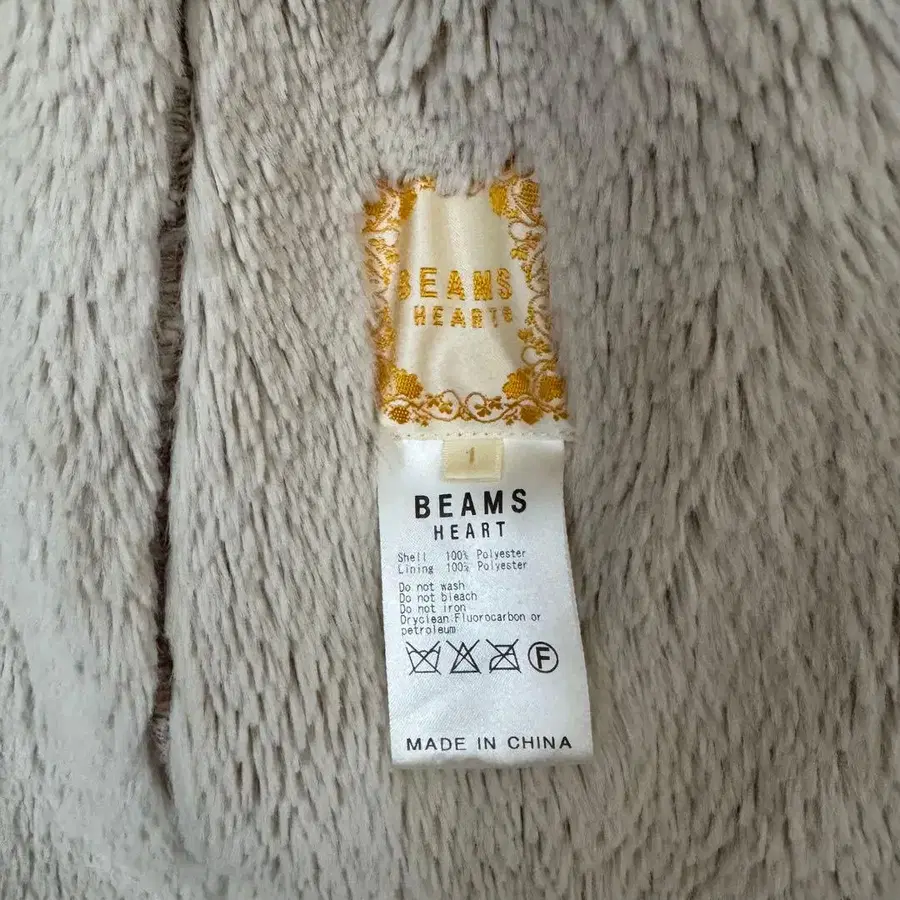 BEAMS
HEART
1
BEAMS
HEART
Shell 100% Polyester
Lining 100% Polyester
Do not wash
Do not bleach
Do not iron
Dryclean Fluorocarbon or
petroleum
F
MADE IN CHINA